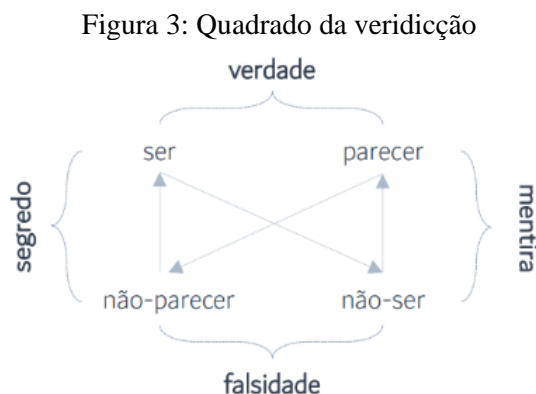 Figura 3: Quadrado da veridicção
verdade
ser parecer
segredo
mentira
não-parecer não-ser
falsidade